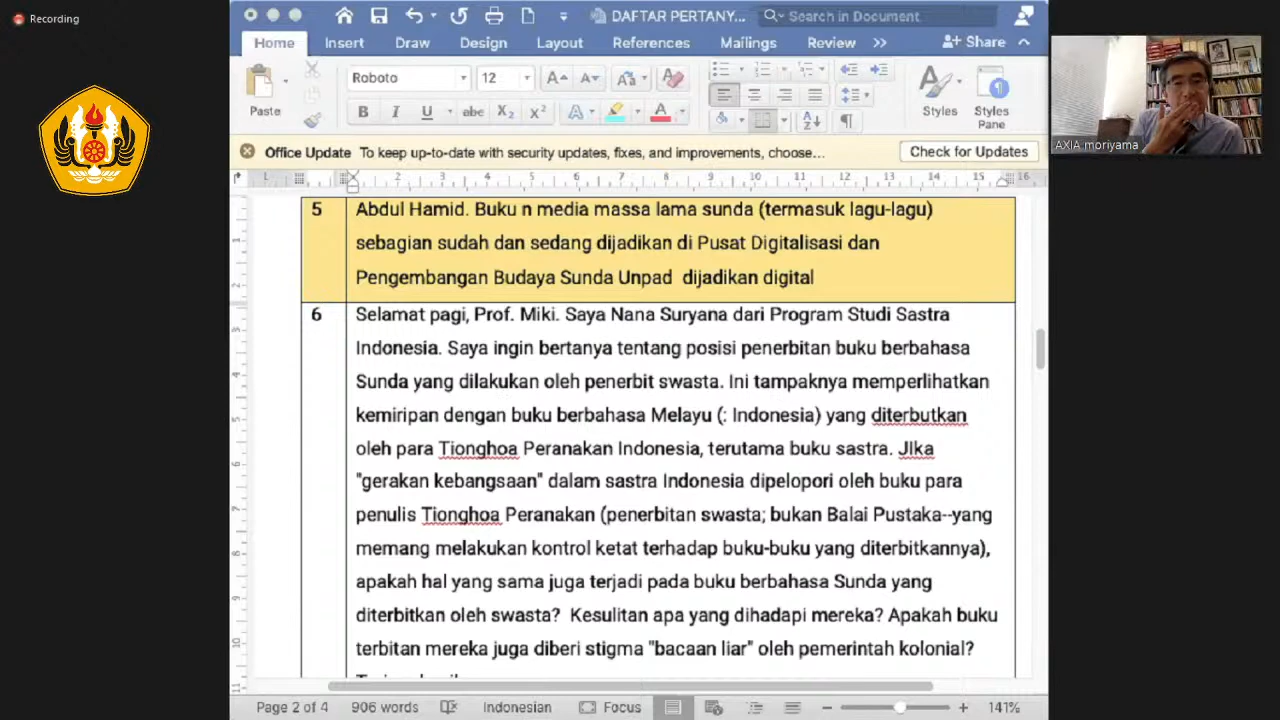 Recording
DAFTAR PERTANY...
Search in Document
Home Insert Draw Design Layout References Mailings Review >> Share
Paste Roboto 12 Styles Styles Pane
Office Update To keep up-to-date with security updates, fixes, and improvements, choose... Check for Updates
5 Abdul Hamid. Buku n media massa lama sunda (termasuk lagu-lagu)
sebagian sudah dan sedang dijadikan di Pusat Digitalisasi dan
Pengembangan Budaya Sunda Unpad dijadikan digital
6 Selamat pagi, Prof. Miki. Saya Nana Suryana dari Program Studi Sastra
Indonesia. Saya ingin bertanya tentang posisi penerbitan buku berbahasa
Sunda yang dilakukan oleh penerbit swasta. Ini tampaknya memperlihatkan
kemiripan dengan buku berbahasa Melayu (: Indonesia) yang diterbutkan
oleh para Tionghoa Peranakan Indonesia, terutama buku sastra. JIka
"gerakan kebangsaan" dalam sastra Indonesia dipelopori oleh buku para
penulis Tionghoa Peranakan (penerbitan swasta; bukan Balai Pustaka--yang
memang melakukan kontrol ketat terhadap buku-buku yang diterbitkannya),
apakah hal yang sama juga terjadi pada buku berbahasa Sunda yang
diterbitkan oleh swasta? Kesulitan apa yang dihadapi mereka? Apakah buku
terbitan mereka juga diberi stigma "bacaan liar" oleh pemerintah kolonial?
Page 2 of 4 906 words Indonesian Focus 141%
AXIA moriyama